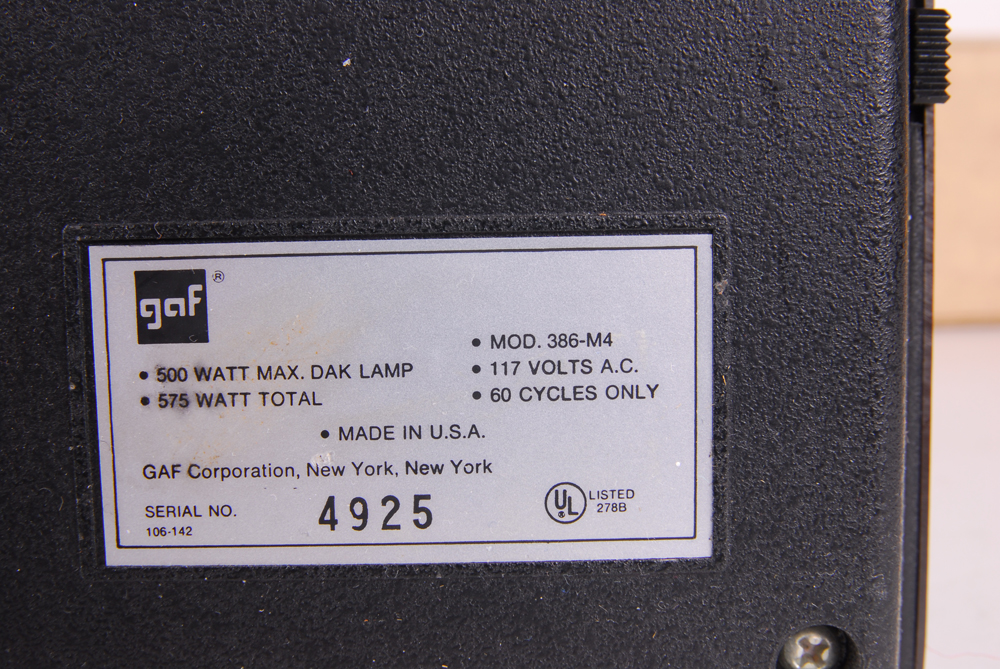 gaf®
• 500 WATT MAX. DAK LAMP
• 575 WATT TOTAL
• MOD. 386-M4
• 117 VOLTS A.C.
• 60 CYCLES ONLY
• MADE IN U.S.A.
GAF Corporation, New York, New York
SERIAL NO. 4925
106-142
UL® LISTED
278B